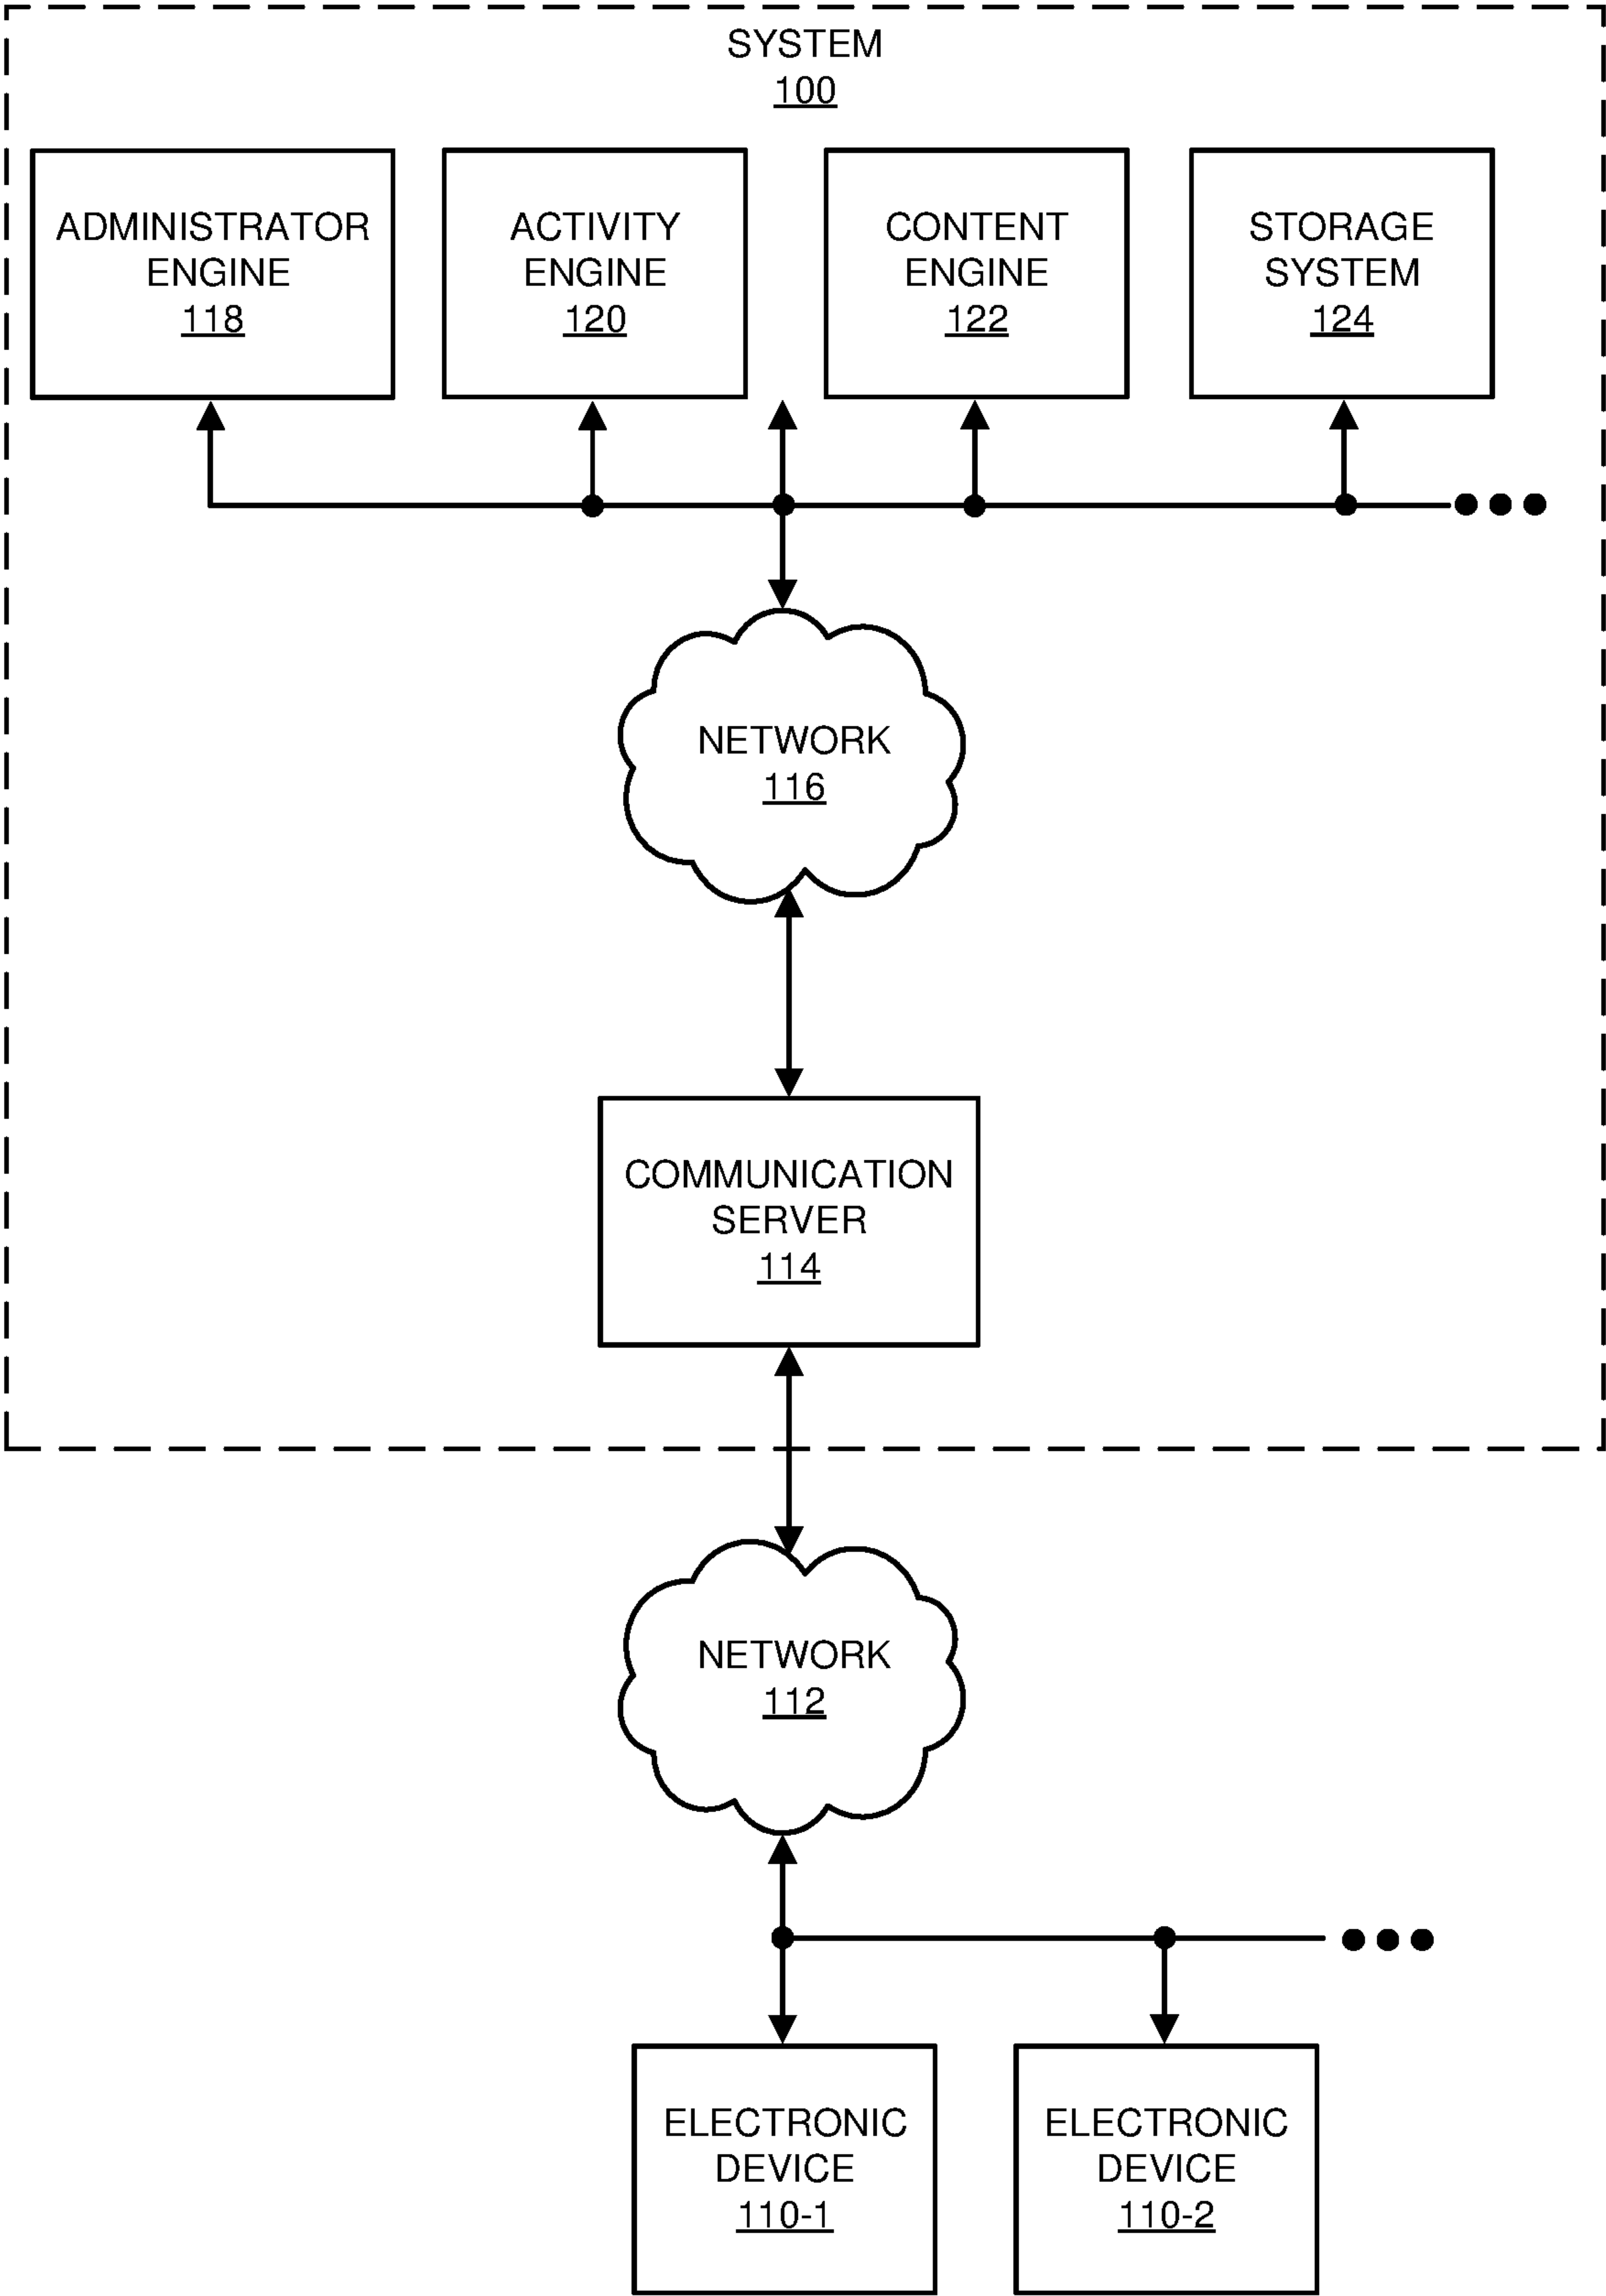 SYSTEM
100
ADMINISTRATOR
ENGINE
118
ACTIVITY
ENGINE
120
CONTENT
ENGINE
122
STORAGE
SYSTEM
124
NETWORK
116
COMMUNICATION
SERVER
114
NETWORK
112
ELECTRONIC
DEVICE
110-1
ELECTRONIC
DEVICE
110-2